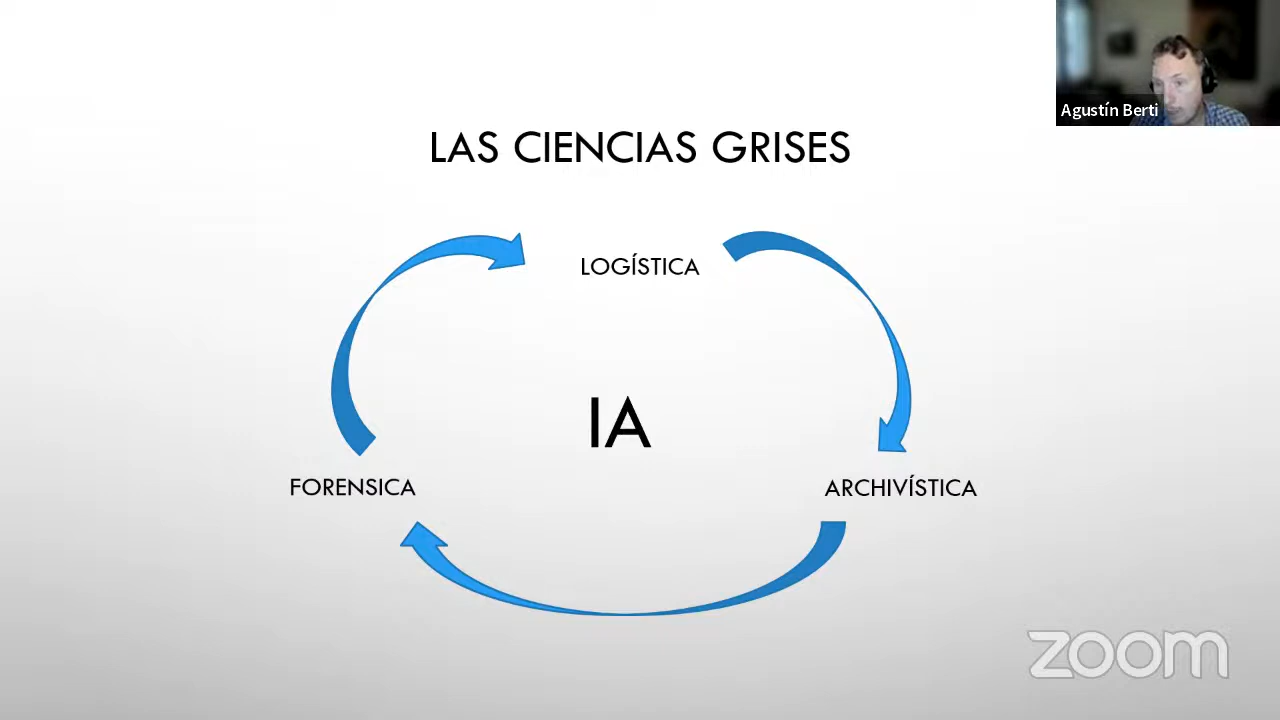 Agustín Berti
LAS CIENCIAS GRISES
LOGÍSTICA
IA
FORENSICA
ARCHIVÍSTICA
zoom